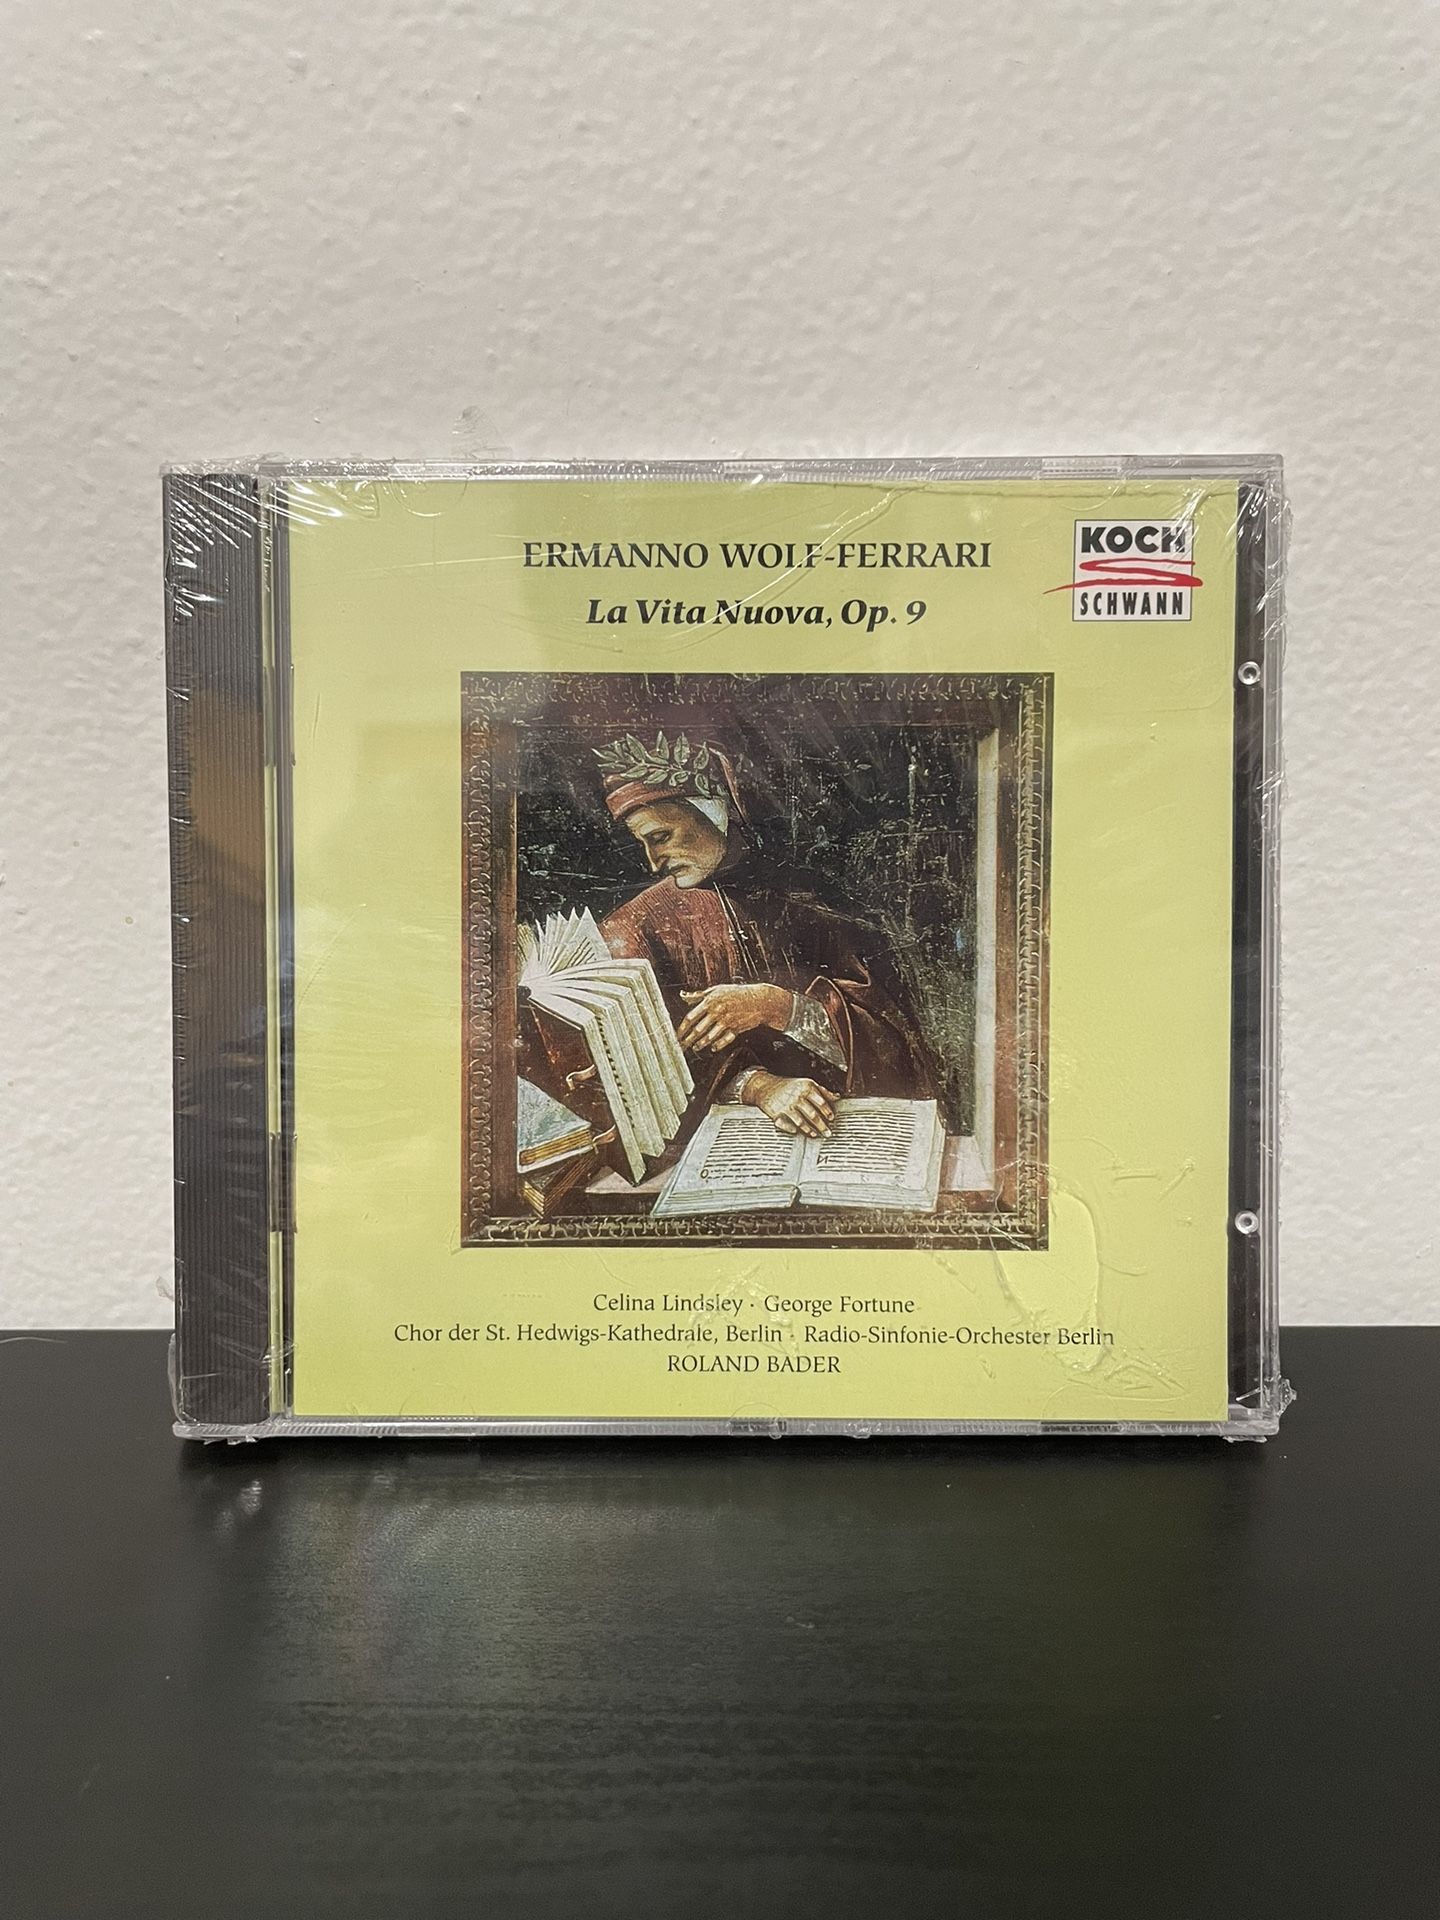 ERMANNO WOLF-FERRARI
La Vita Nuova, Op. 9
KOCH
SCHWANN
Celina Lindsley · George Fortune
Chor der St. Hedwigs-Kathedrale, Berlin · Radio-Sinfonie-Orchester Berlin
ROLAND BADER